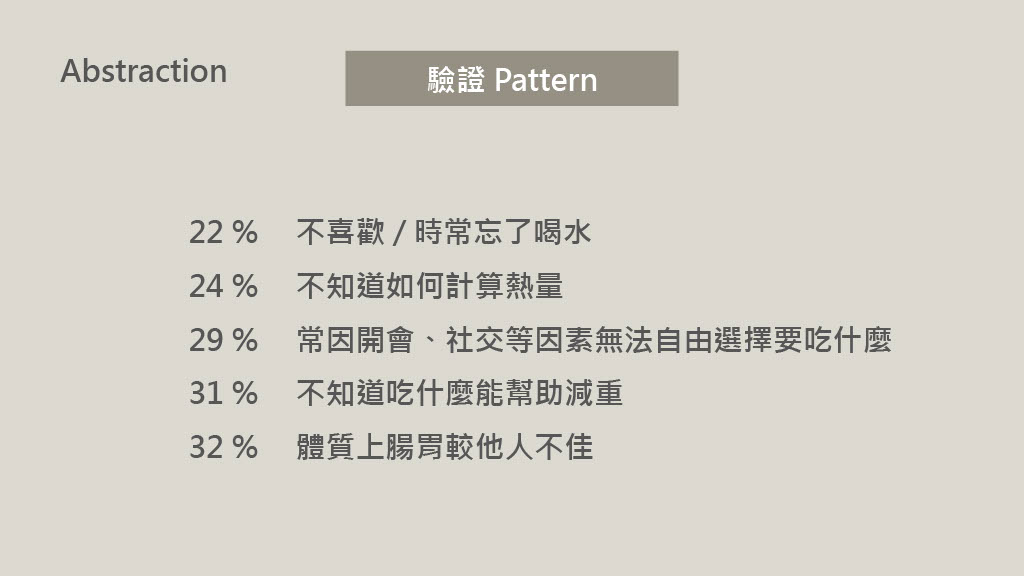 Abstraction
驗證 Pattern
22 % 不喜歡 / 時常忘了喝水
24 % 不知道如何計算熱量
29 % 常因開會、社交等因素無法自由選擇要吃什麼
31 % 不知道吃什麼能幫助減重
32 % 體質上腸胃較他人不佳